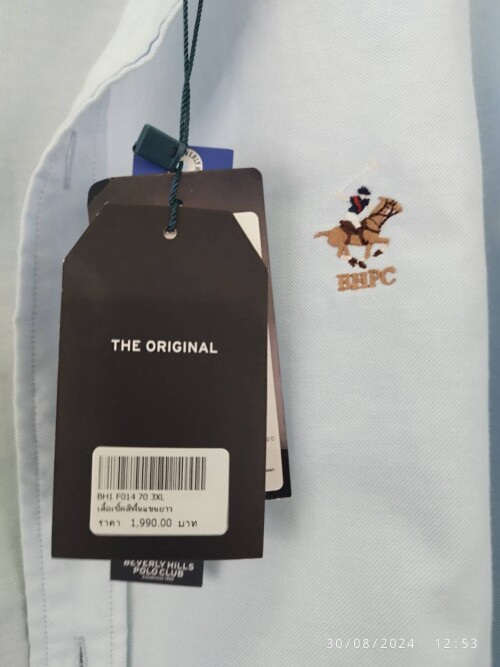 BHPC
THE ORIGINAL
BH1 F014 70 3XL
เสื้อเชิ้ตสีพื้นแขนยาว
ราคา 1,990.00 บาท
BEVERLY HILLS
POLO CLUB
30/08/2024 12:53